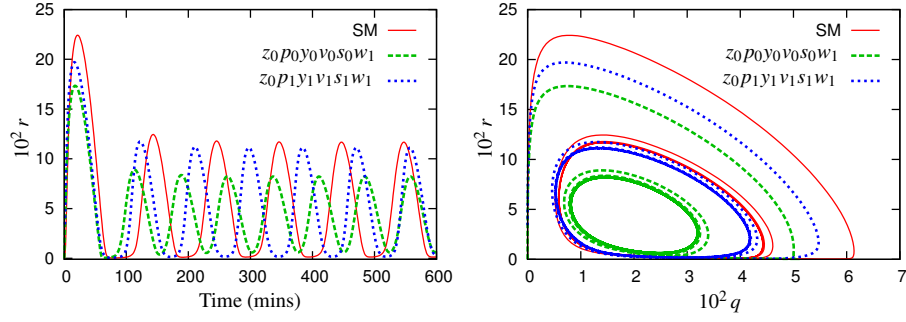 SM
z₀p₀y₀v₀s₀w₁
z₀p₁y₁v₁s₁w₁
10² r
25
20
15
10
5
0
0 100 200 300 400 500 600
Time (mins)
SM
z₀p₀y₀v₀s₀w₁
z₀p₁y₁v₁s₁w₁
10² r
25
20
15
10
5
0
0 1 2 3 4 5 6 7
10² q